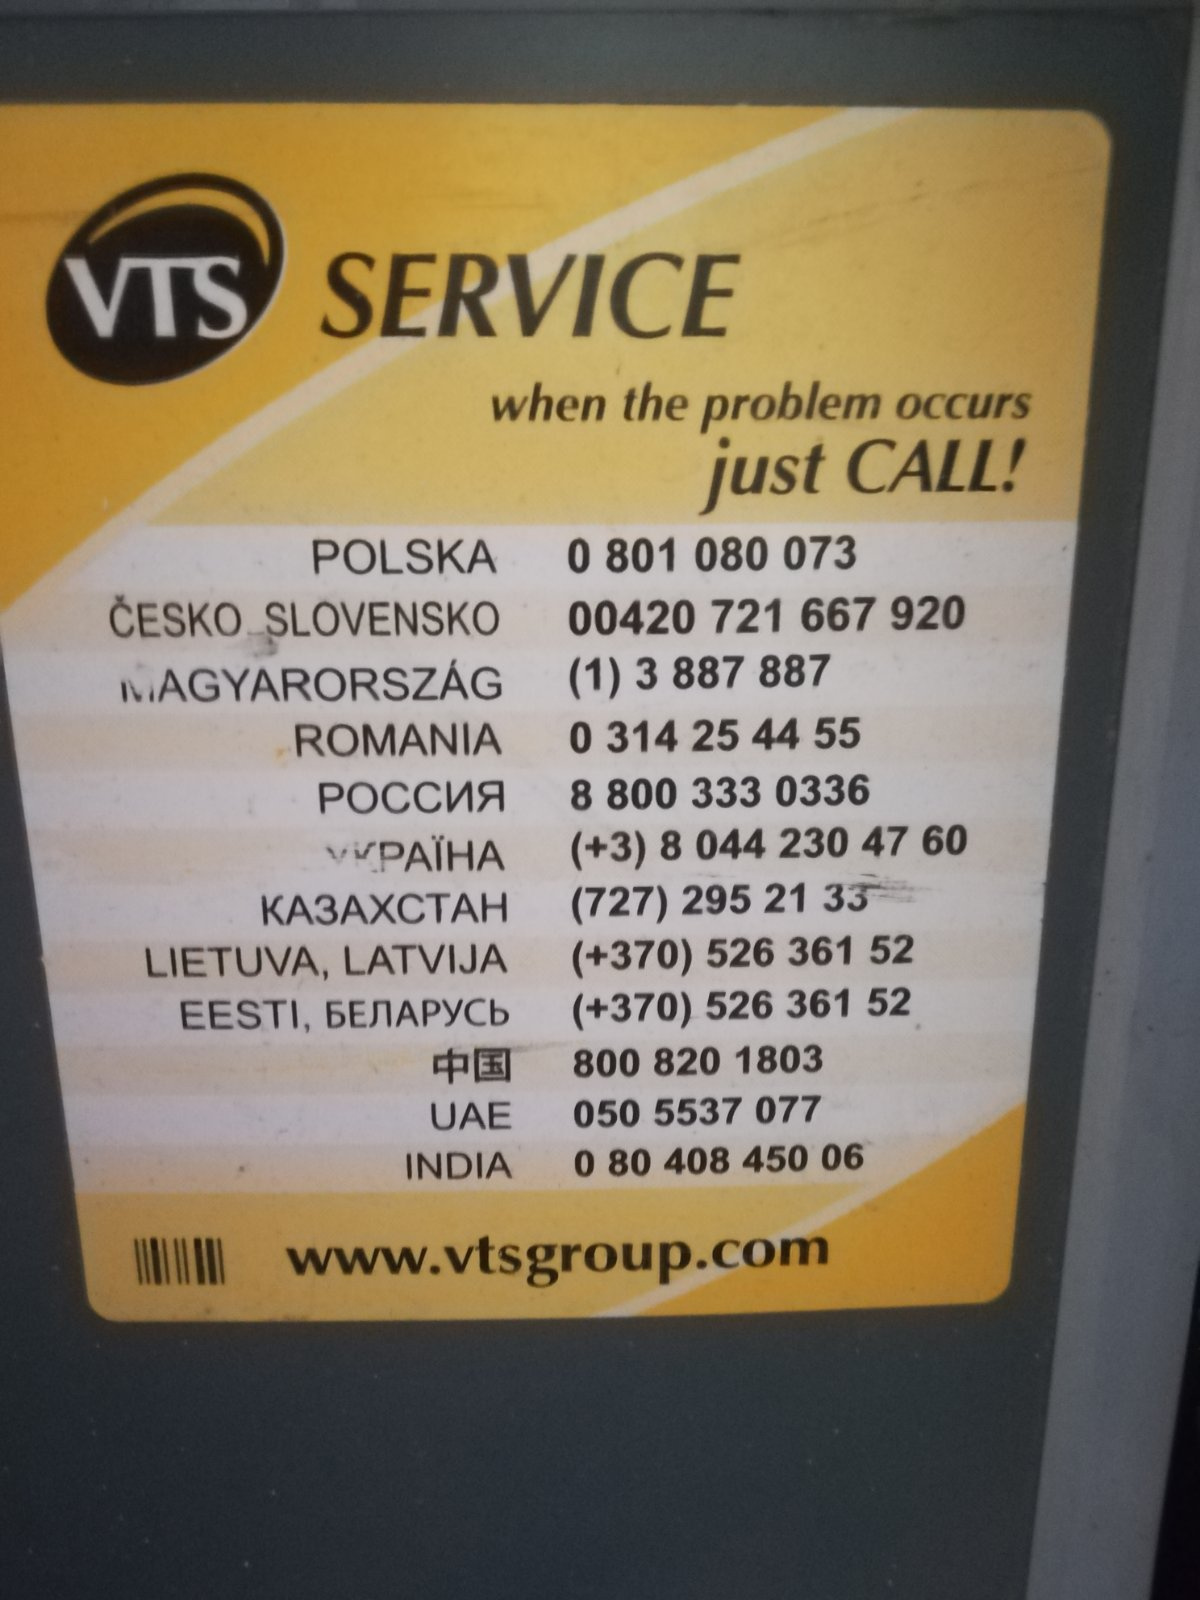 VTS SERVICE
when the problem occurs
just CALL!
POLSKA 0 801 080 073
ČESKO SLOVENSKO 00420 721 667 920
MAGYARORSZÁG (1) 3 887 887
ROMANIA 0 314 25 44 55
РОССИЯ 8 800 333 0336
УКРАЇНА (+3) 8 044 230 47 60
КАЗАХСТАН (727) 295 21 33
LIETUVA, LATVIJA (+370) 526 361 52
EESTI, БЕЛАРУСЬ (+370) 526 361 52
中国 800 820 1803
UAE 050 5537 077
INDIA 0 80 408 450 06
www.vtsgroup.com